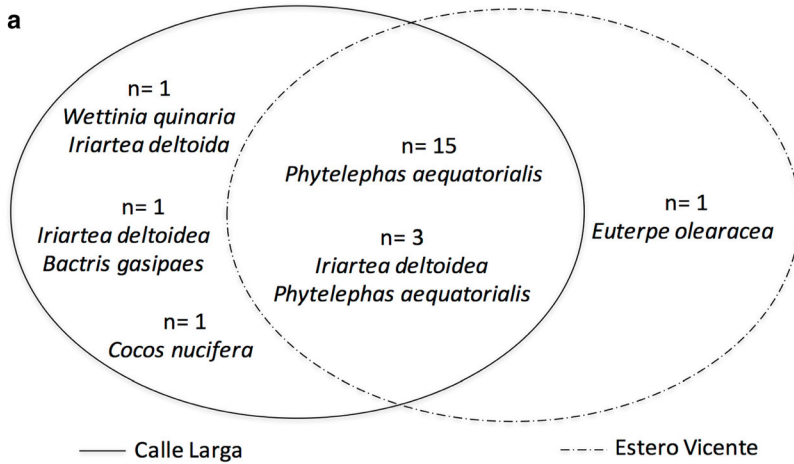 a
n= 1
Wettinia quinaria
Iriartea deltoida
n= 1
Iriartea deltoidea
Bactris gasipaes
n= 1
Cocos nucifera
n= 15
Phytelephas aequatorialis
n= 3
Iriartea deltoidea
Phytelephas aequatorialis
n= 1
Euterpe olearacea
Calle Larga
Estero Vicente